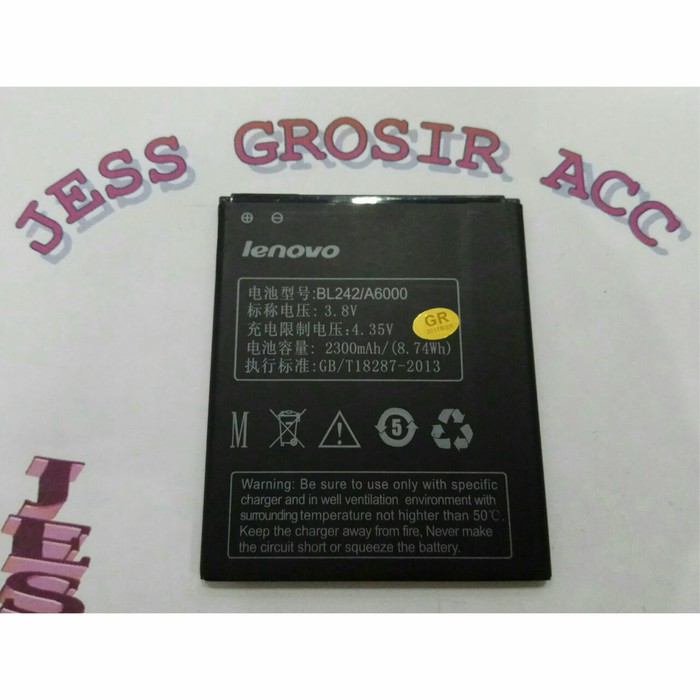 JESS GROSIR ACC
lenovo
电池型号:BL242/A6000
标称电压: 3.8V
充电限制电压:4.35V
电池容量: 2300mAh/(8.74Wh)
执行标准:GB/T18287-2013
GR
M
5
Warning: Be sure to use only with specific
charger and in well ventilation environment with
surrounding temperature not highter than 50℃.
Keep the charger away from fire, Never make
the circuit short or squeeze the battery.
JES